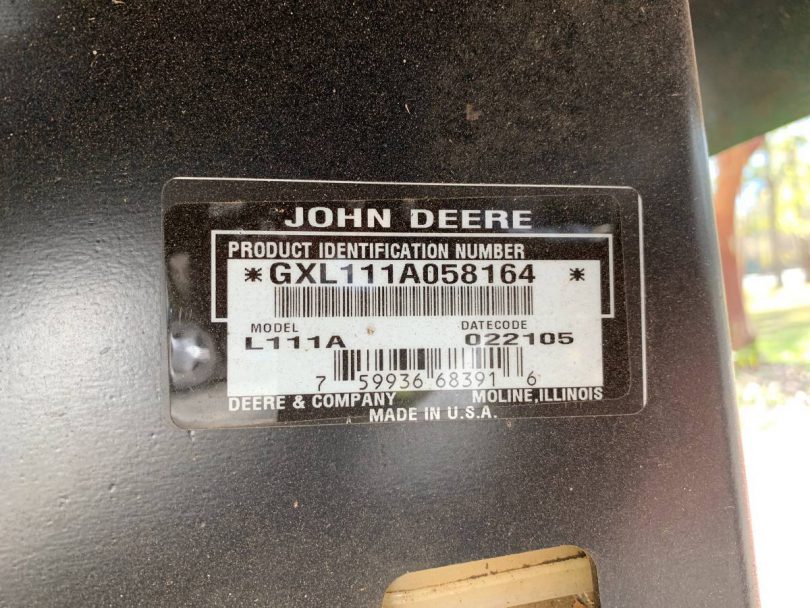 JOHN DEERE
PRODUCT IDENTIFICATION NUMBER
*GXL111A058164 *
MODEL DATECODE
L111A 022105
7 59936 68391 6
DEERE & COMPANY MOLINE,ILLINOIS
MADE IN U.S.A.